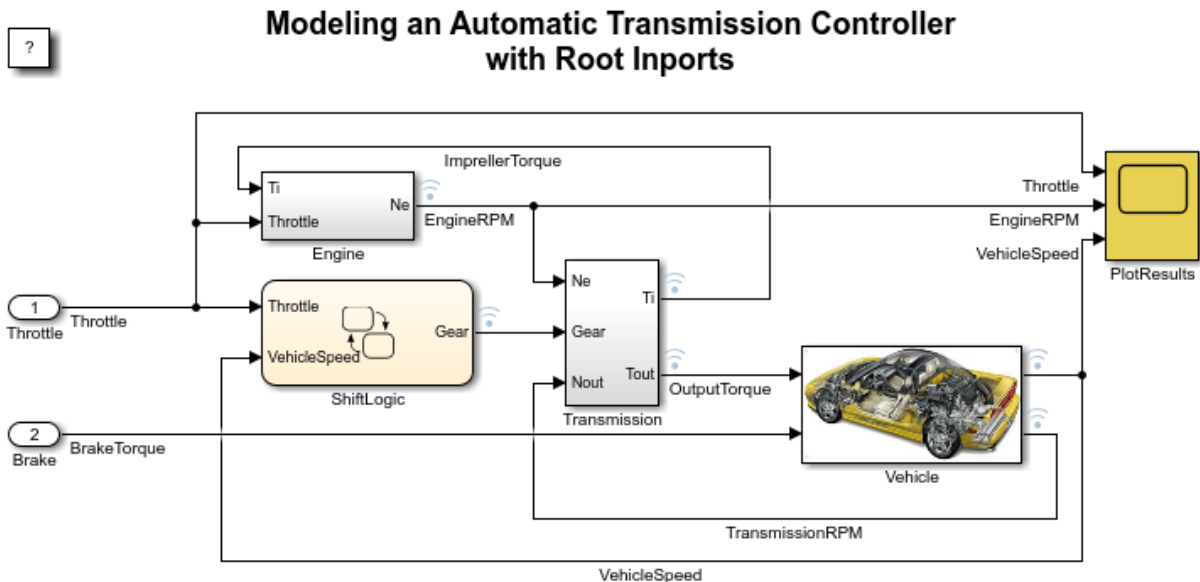 Modeling an Automatic Transmission Controller
with Root Inports
?
ImprellerTorque
Ti
Throttle
Ne
EngineRPM
Engine
Throttle
EngineRPM
VehicleSpeed
PlotResults
1
Throttle
Throttle
Throttle
VehicleSpeed
Gear
ShiftLogic
Ne
Gear
Nout
Ti
Tout
Transmission
OutputTorque
2
Brake
BrakeTorque
Vehicle
TransmissionRPM
VehicleSpeed